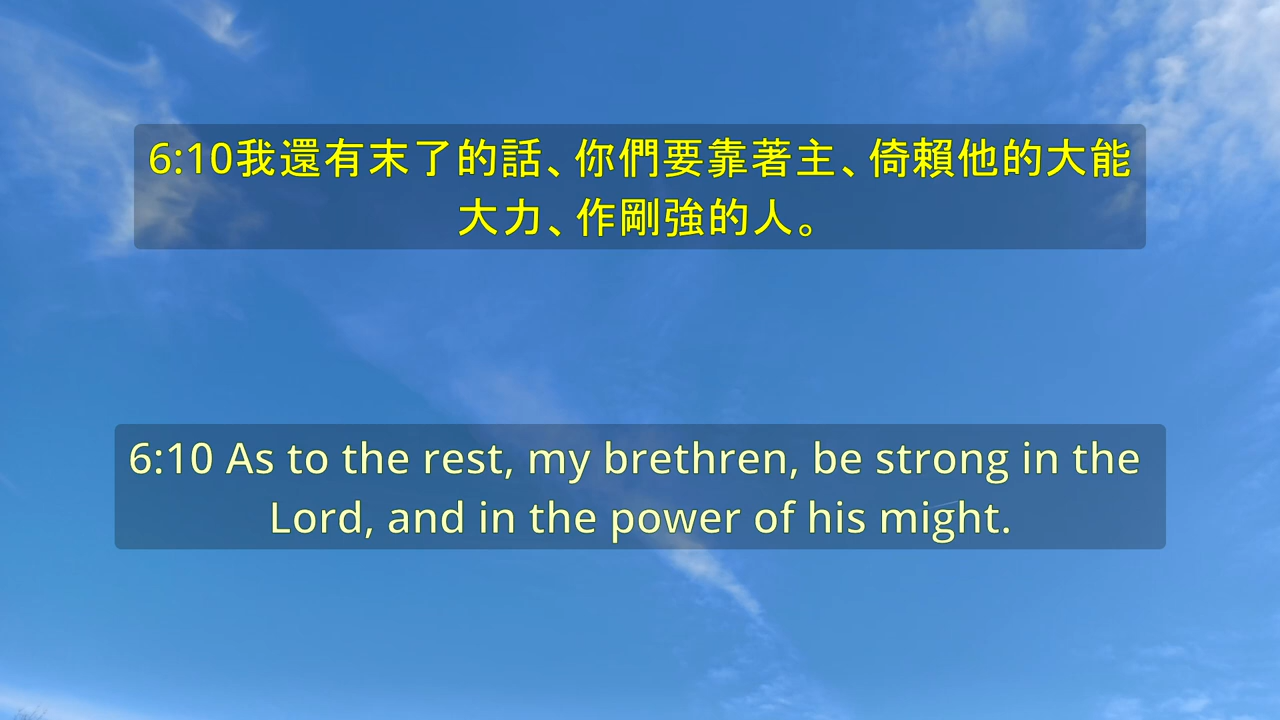 6:10我還有末了的話、你們要靠著主、倚賴他的大能
大力、作剛強的人。
6:10 As to the rest, my brethren, be strong in the
Lord, and in the power of his might.